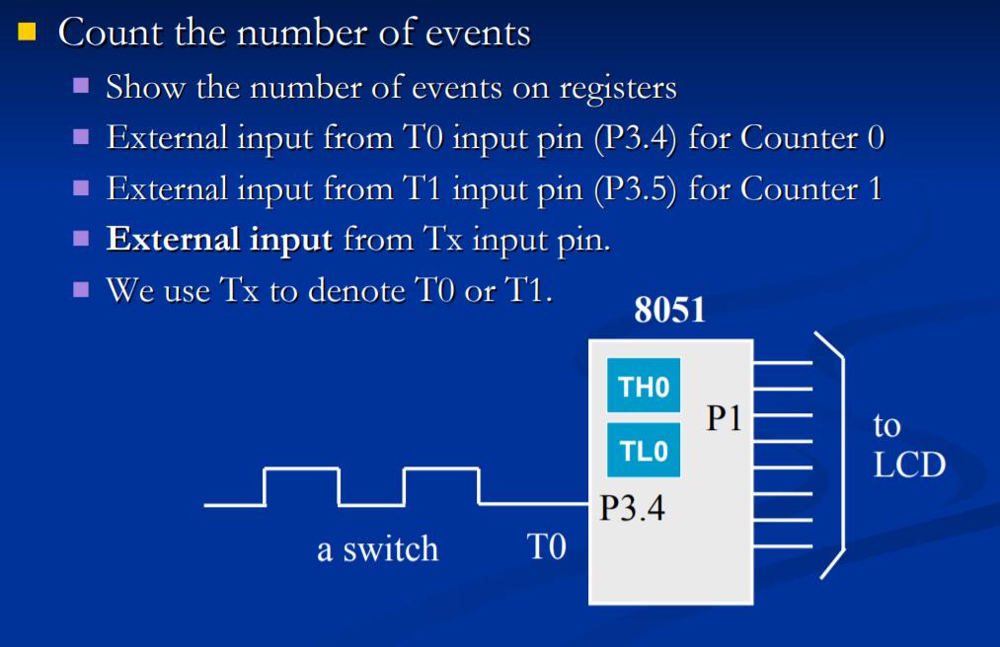 Count the number of events
Show the number of events on registers
External input from T0 input pin (P3.4) for Counter 0
External input from T1 input pin (P3.5) for Counter 1
External input from Tx input pin.
We use Tx to denote T0 or T1.
8051
TH0
P1
TL0
to
LCD
P3.4
a switch
T0